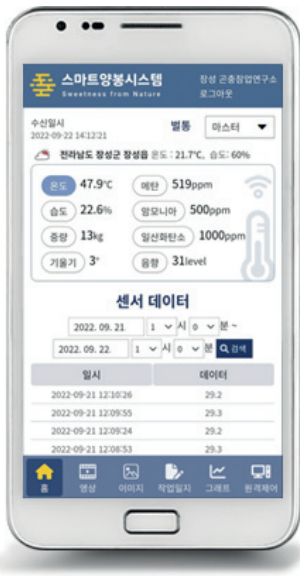 스마트양봉시스템
Sweetness from Nature
장성 곤충잠업연구소
로그아웃
수신일시
2022-09-22 14:12:21
벌통
마스터
전라남도 장성군 장성읍 온도 : 21.7℃, 습도: 60%
온도 47.9℃
메탄 519ppm
습도 22.6%
암모니아 500ppm
중량 13kg
일산화탄소 1000ppm
기울기 3°
음량 31level
센서 데이터
2022. 09. 21. 1 시 0 분 ~
2022. 09. 22. 1 시 0 분 검색
일시 데이터
2022-09-21 12:10:26 29.2
2022-09-21 12:09:55 29.3
2022-09-21 12:09:24 29.2
2022-09-21 12:08:53 29.3
홈 영상 이미지 작업일지 그래프 원격제어